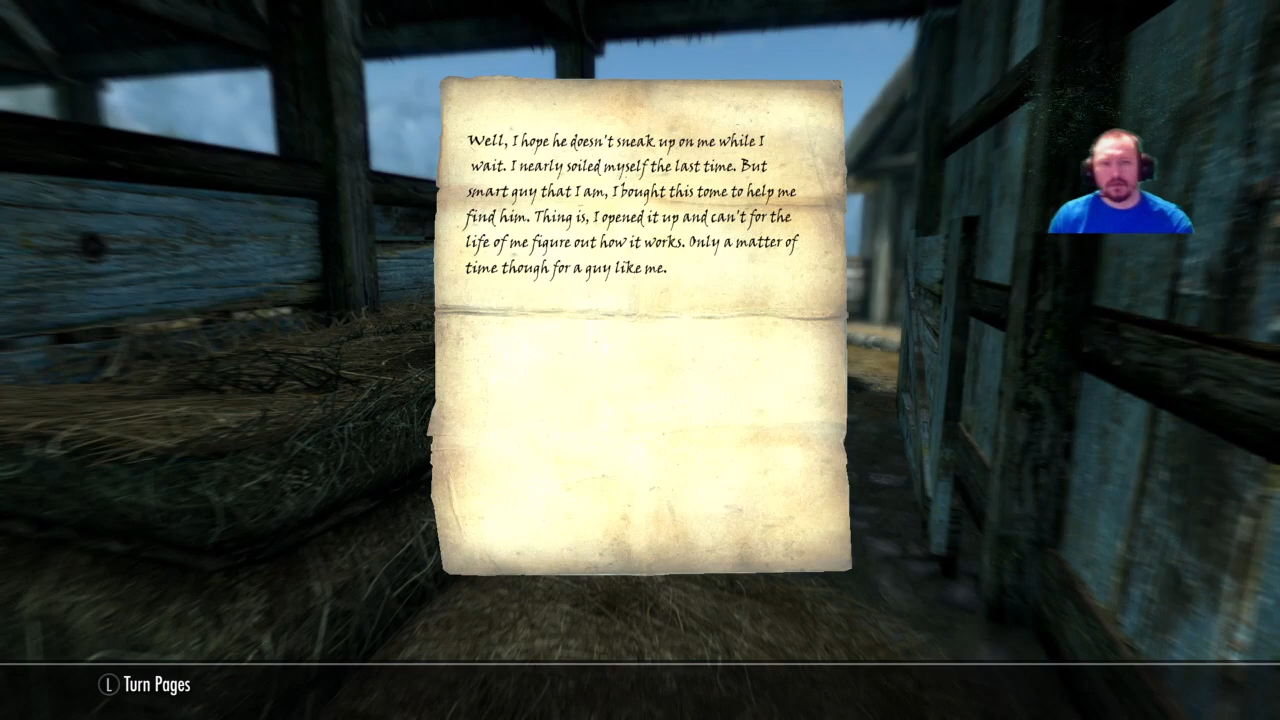 Well, I hope he doesn't sneak up on me while I
wait. I nearly soiled myself the last time. But
smart guy that I am, I bought this tome to help me
find him. Thing is, I opened it up and can't for the
life of me figure out how it works. Only a matter of
time though for a guy like me.
L Turn Pages